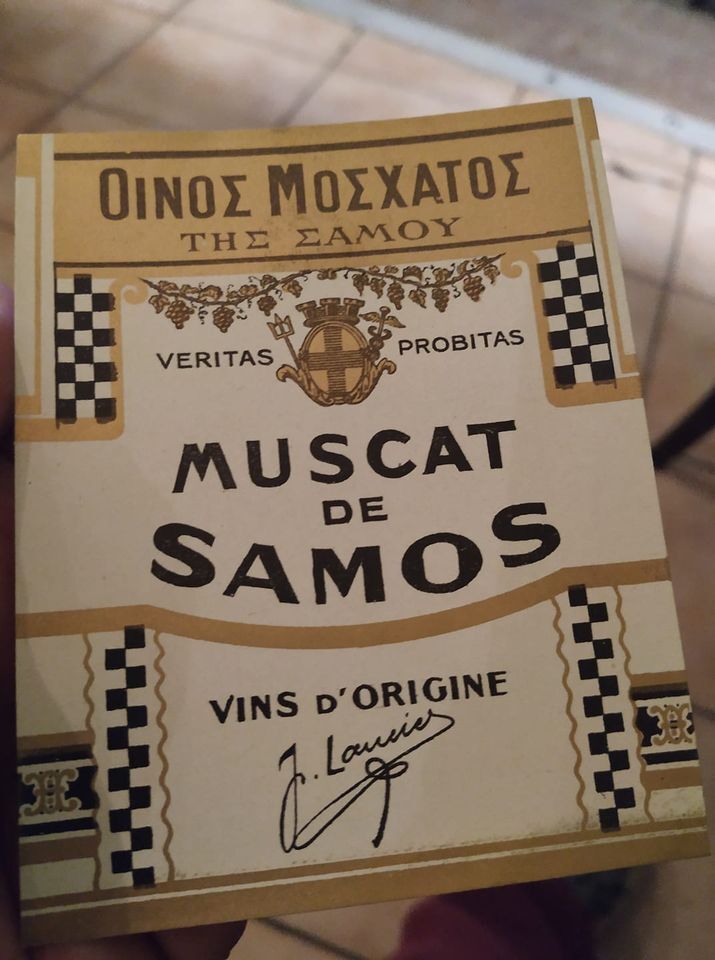 ΟΙΝΟΣ ΜΟΣΧΑΤΟΣ
ΤΗΣ ΣΑΜΟΥ
VERITAS PROBITAS
MUSCAT
DE
SAMOS
VINS D'ORIGINE